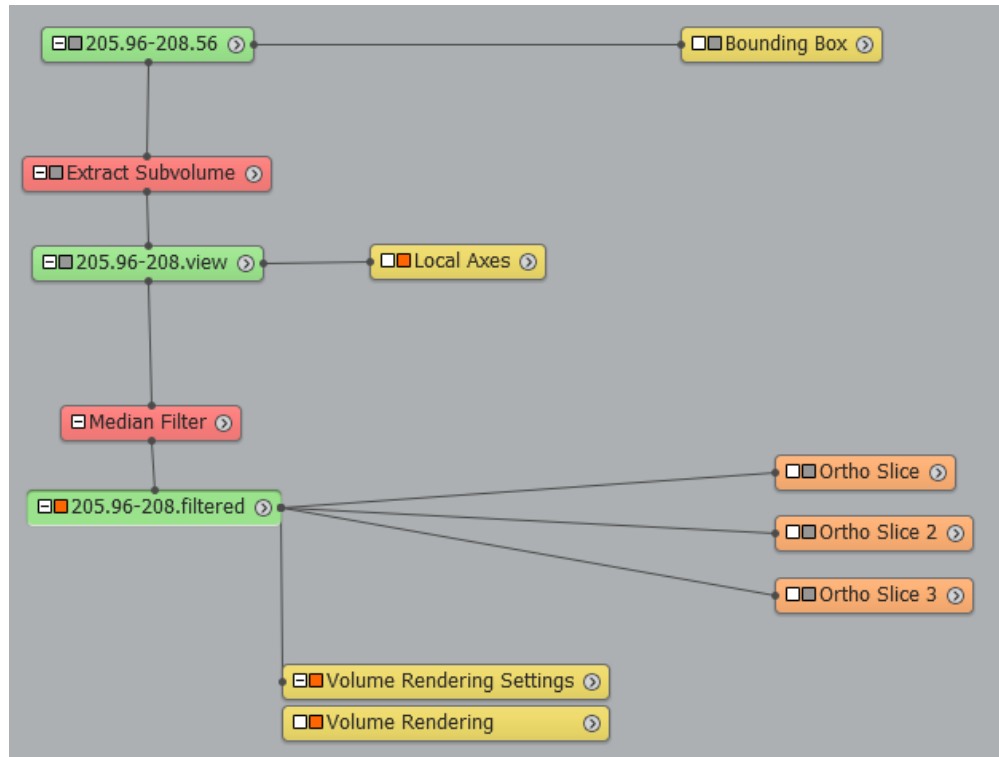 205.96-208.56
Bounding Box
Extract Subvolume
205.96-208.view
Local Axes
Median Filter
Ortho Slice
205.96-208.filtered
Ortho Slice 2
Ortho Slice 3
Volume Rendering Settings
Volume Rendering